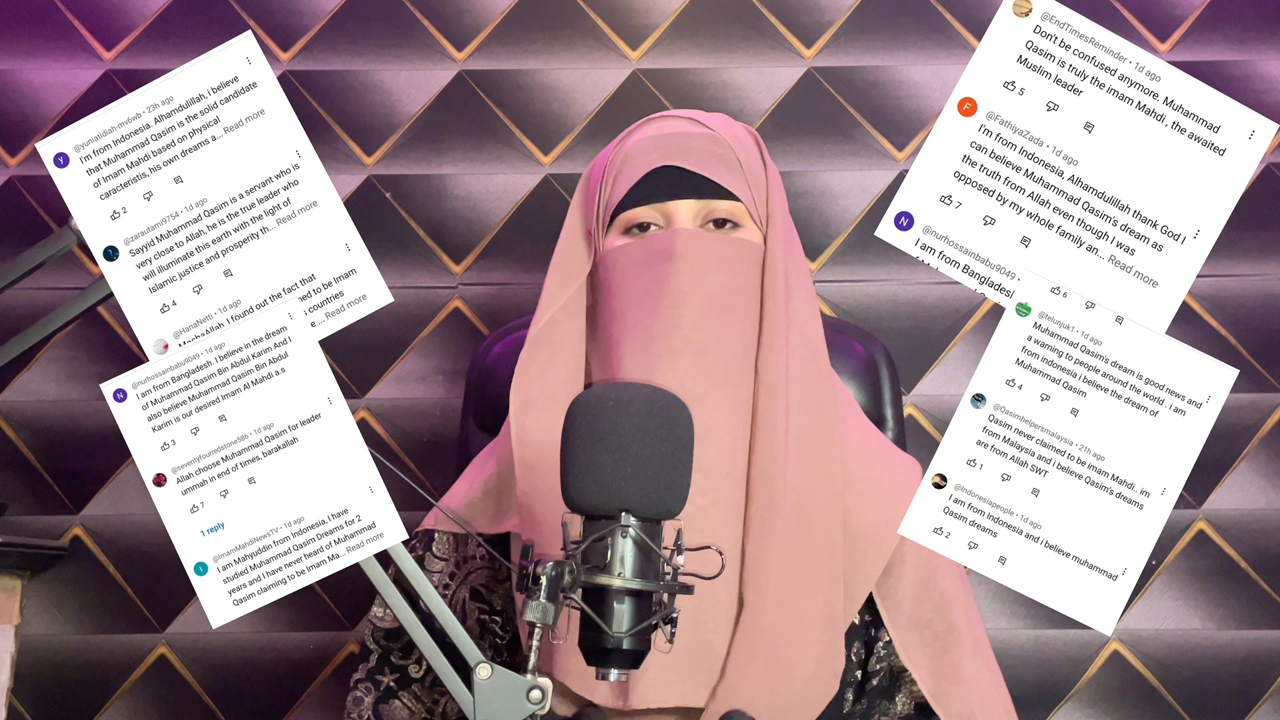 @yuniatidiah-mv6wb • 23h ago
I'm from Indonesia. Alhamdulillah, I believe
that Muhammad Qasim is the solid candidate
of Imam Mahdi based on physical
caracteristis, his own dreams a... Read more
2
@zarautami9754 • 1d ago
Sayyid Muhammad Qasim is a servant who is
very close to Allah, he is the true leader who
will illuminate this earth with the light of
Islamic justice and prosperity th... Read more
4
@HanaNetti • 1d ago
MashaAllah, I found out the fact that
ned to be Imam
countries
e ... Read more
N
@nurhossainbabu9049 • 1d ago
I am from Bangladesh. I believe in the dream
of Muhammad Qasim Bin Abdul Karim And I
also believe Muhammad Qasim Bin Abdul
Karim is our desired Imam Al Mahdi a.s
3
@seventyfourredstone586 • 1d ago
Allah choose Muhammad Qasim for leader
ummah in end of times, barakallah
7
1 reply
I
@ImamMahdiNewsTV • 1d ago
I am Mahyuddin from Indonesia, I have
studied Muhammad Qasim Dreams for 2
years and I have never heard of Muhammad
Qasim claiming to be Imam Ma... Read more
@EndTimesReminder • 1d ago
Don't be confused anymore. Muhammad
Qasim is truly the imam Mahdi , the awaited
Muslim leader
5
F
@FathiyaZada • 1d ago
I'm from Indonesia, Alhamdulillah thank God I
can believe Muhammad Qasim's dream as
the truth from Allah even though I was
opposed by my whole family an... Read more
7
N
@nurhossainbabu9049 •
I am from Bangladesl
6
@telunjuk1 • 1d ago
Muhammad Qasim's dream is good news and
a warning to people around the world . i am
from indonesia i believe the dream of
Muhammad Qasim
4
@Qasimhelpersmalaysia • 21h ago
Qasim never claimed to be imam Mahdi.. im
from Malaysia and i believe Qasim's dreams
are from Allah SWT
1
@Indonesiapeople • 1d ago
I am from Indonesia and i believe muhammad
Qasim dreams
2